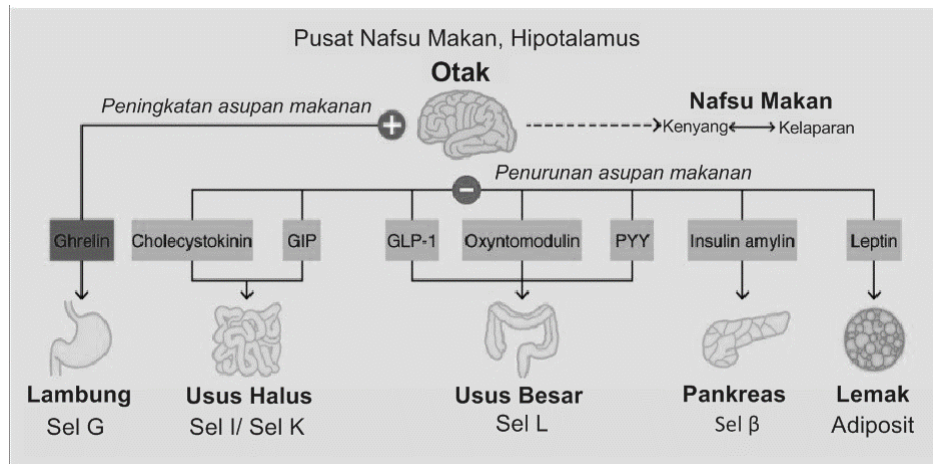 Pusat Nafsu Makan, Hipotalamus
Otak
Peningkatan asupan makanan
+
Nafsu Makan
Kenyang Kelaparan
Penurunan asupan makanan
−
Ghrelin Cholecystokinin GIP GLP-1 Oxyntomodulin PYY Insulin amylin Leptin
Lambung Usus Halus Usus Besar Pankreas Lemak
Sel G Sel I/ Sel K Sel L Sel β Adiposit